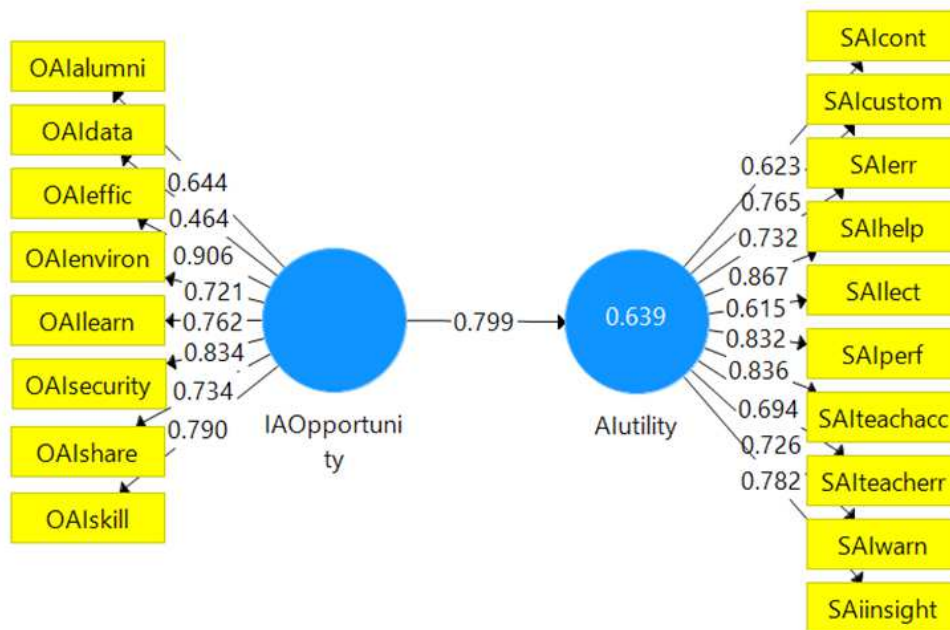 OAIalumni
OAIdata
OAIeffic
OAIenviron
OAIlearn
OAIsecurity
OAIshare
OAIskill
0.644
0.464
0.906
0.721
0.762
0.834
0.734
0.790
IAOpportuni
ty
0.799
0.639
AIutility
0.623
0.765
0.732
0.867
0.615
0.832
0.836
0.694
0.726
0.782
SAIcont
SAIcustom
SAIerr
SAIhelp
SAIlect
SAIperf
SAIteachacc
SAIteacherr
SAIwarn
SAiinsight